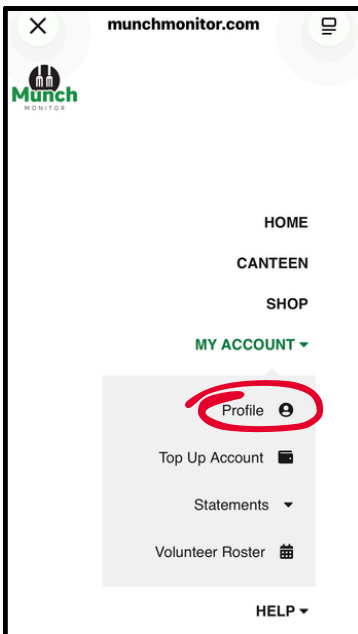 munchmonitor.com
Munch
MONITOR
HOME
CANTEEN
SHOP
MY ACCOUNT
Profile
Top Up Account
Statements
Volunteer Roster
HELP